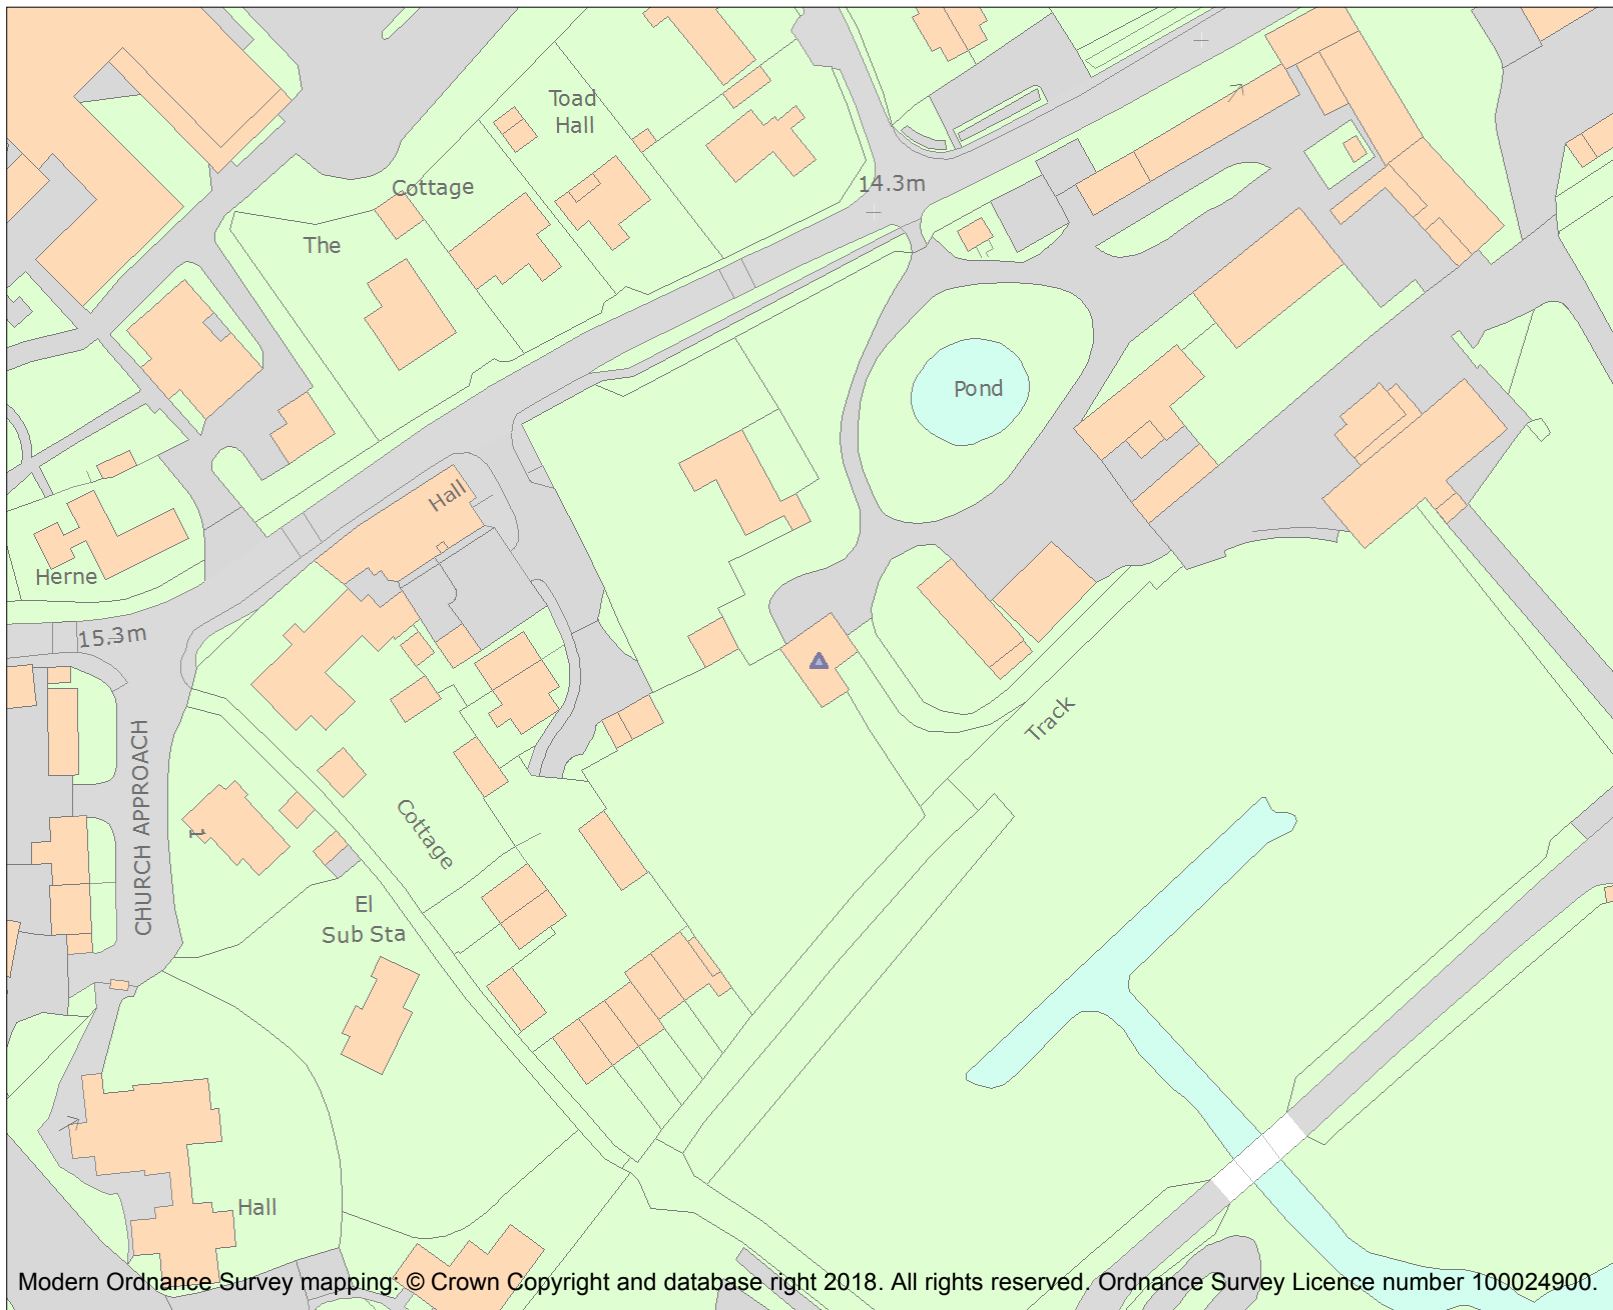 Toad
Hall
Cottage
14.3m
The
Pond
Hall
Herne
15.3m
Track
CHURCH APPROACH
Cottage
1
El
Sub Sta
Hall
Modern Ordnance Survey mapping: © Crown Copyright and database right 2018. All rights reserved. Ordnance Survey Licence number 100024900.